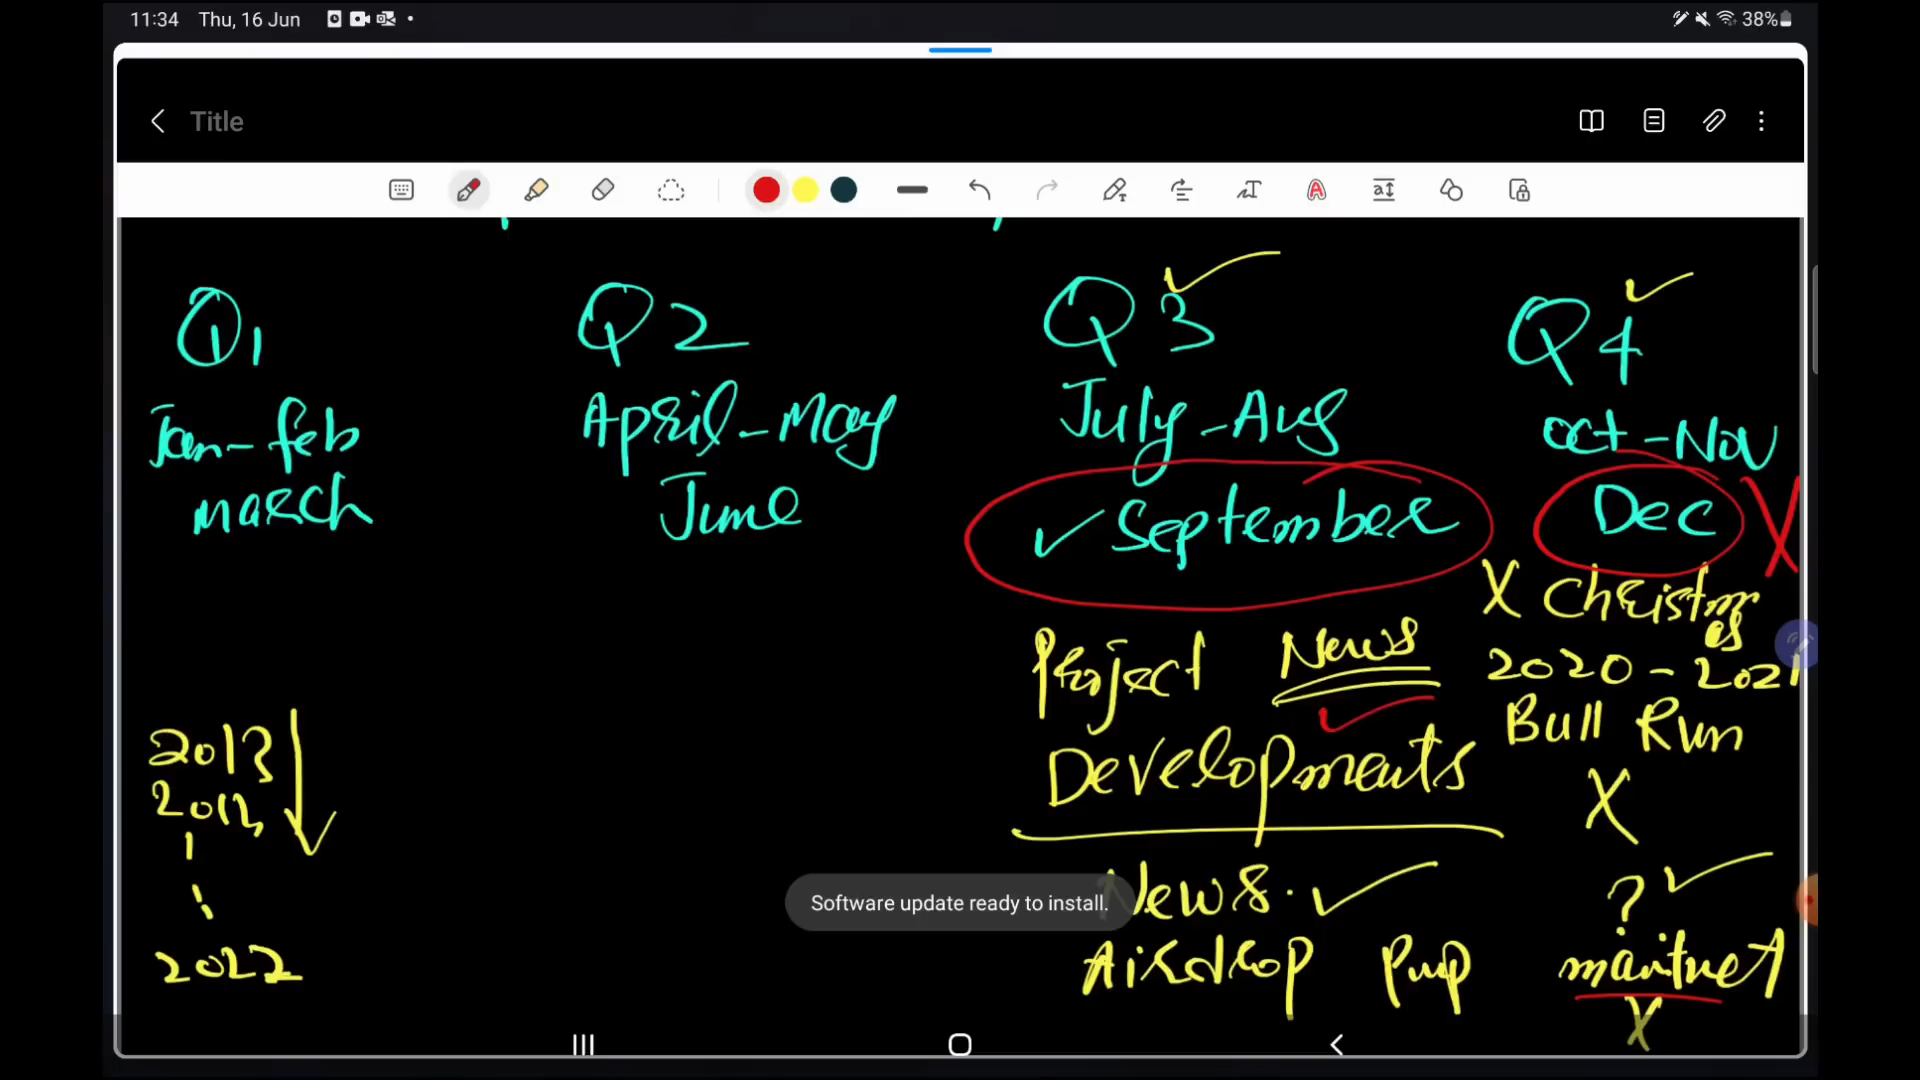 11:34 Thu, 16 Jun
38%
Title
Q1 Q2 Q3 Q4
Jan-feb April-May July-Aug oct-Nov
march June ✓ September Dec X
X Christmas
Project News 2020-2021
Developments Bull Run
2013 X
2012
News. ✓ ? ✓
Software update ready to install.
2022 Airdrop Pump
X